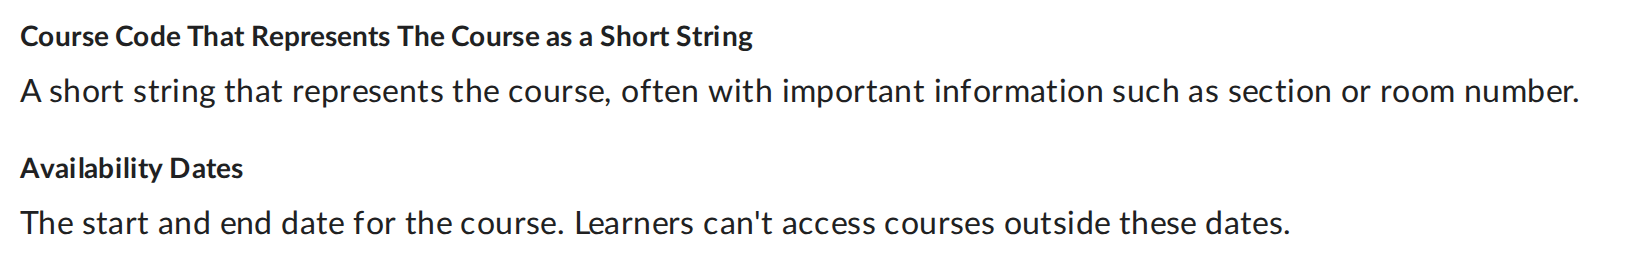 Course Code That Represents The Course as a Short String
A short string that represents the course, often with important information such as section or room number.
Availability Dates
The start and end date for the course. Learners can't access courses outside these dates.